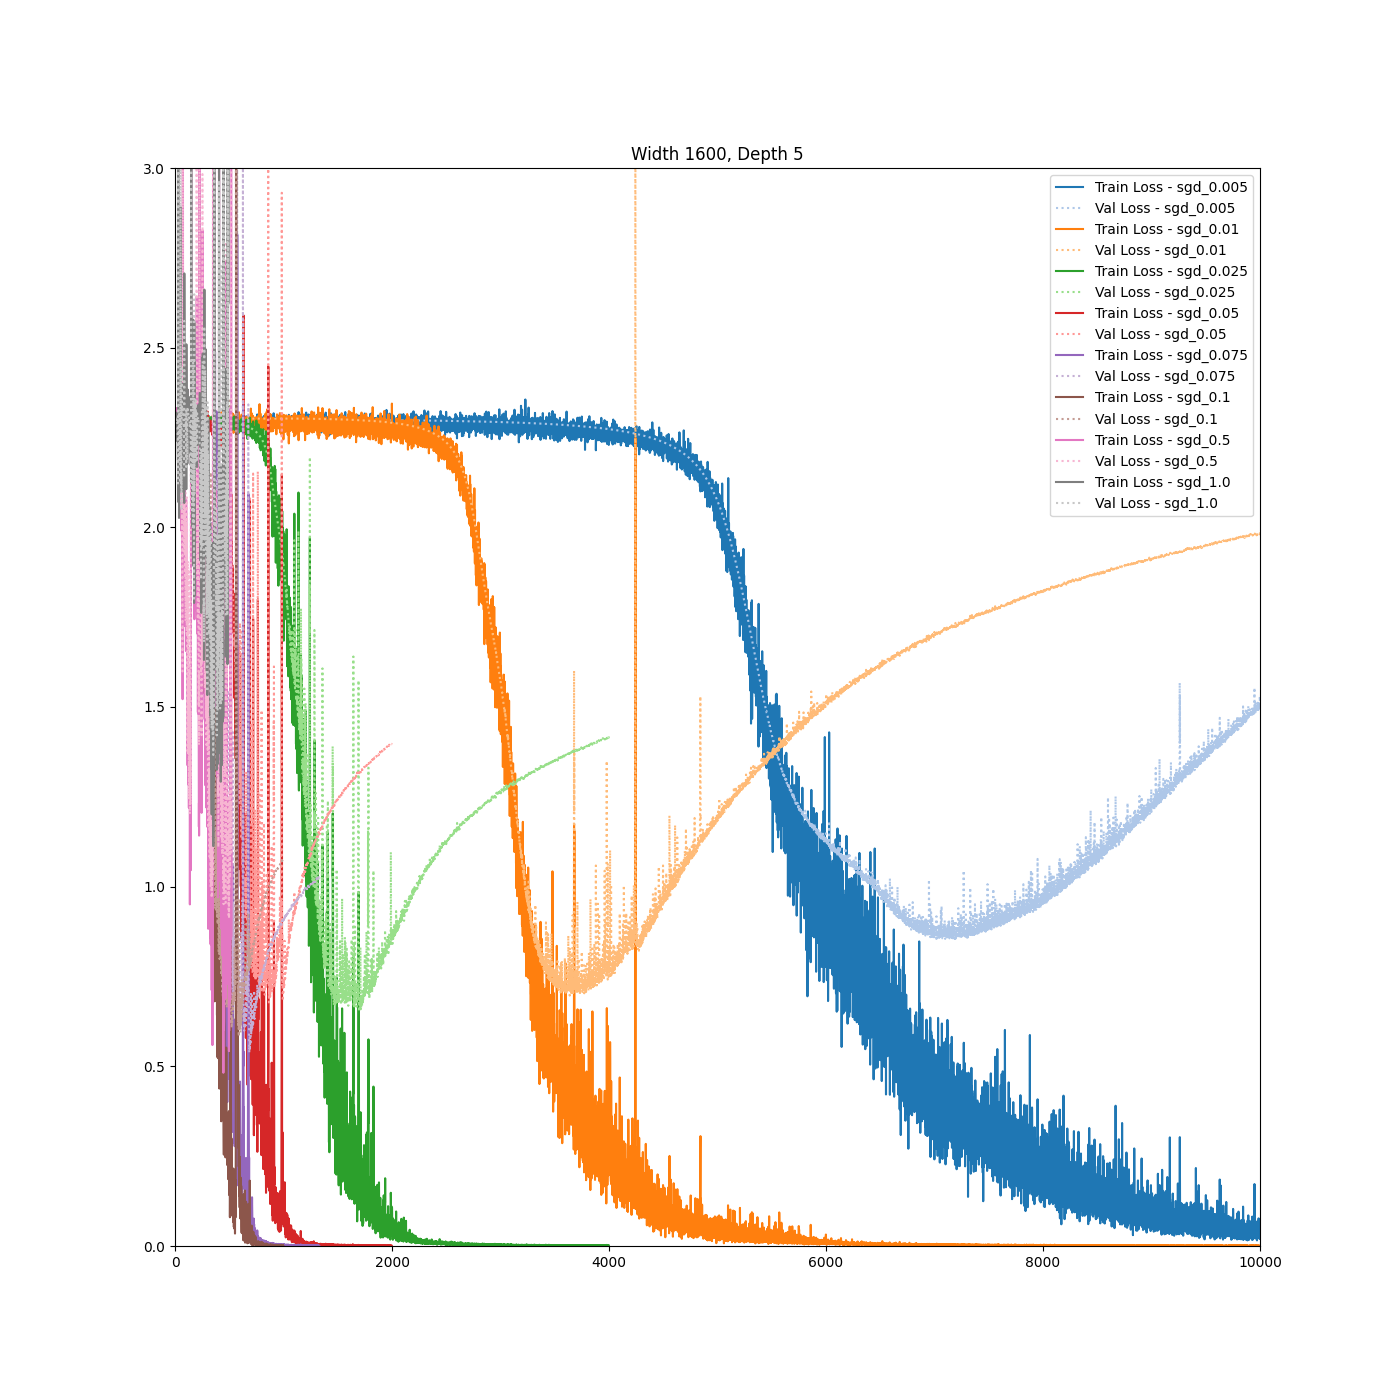 Width 1600, Depth 5
3.0
2.5
2.0
1.5
1.0
0.5
0.0
Train Loss - sgd_0.005
Val Loss - sgd_0.005
Train Loss - sgd_0.01
Val Loss - sgd_0.01
Train Loss - sgd_0.025
Val Loss - sgd_0.025
Train Loss - sgd_0.05
Val Loss - sgd_0.05
Train Loss - sgd_0.075
Val Loss - sgd_0.075
Train Loss - sgd_0.1
Val Loss - sgd_0.1
Train Loss - sgd_0.5
Val Loss - sgd_0.5
Train Loss - sgd_1.0
Val Loss - sgd_1.0
0 2000 4000 6000 8000 10000